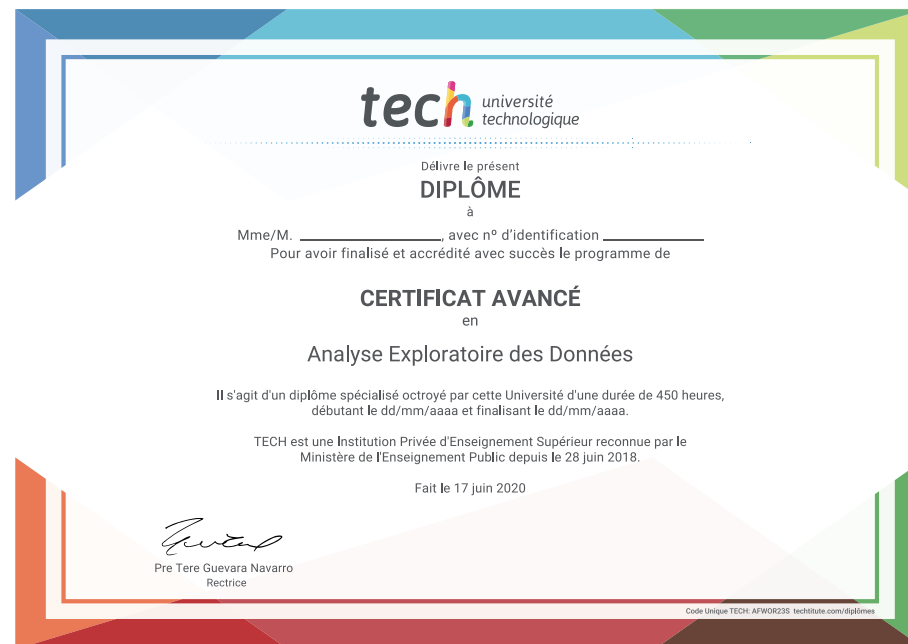 tech université
technologique
Délivre le présent
DIPLÔME
à
Mme/M. ____________________, avec nº d'identification ______________
Pour avoir finalisé et accrédité avec succès le programme de
CERTIFICAT AVANCÉ
en
Analyse Exploratoire des Données
Il s'agit d'un diplôme spécialisé octroyé par cette Université d'une durée de 450 heures,
débutant le dd/mm/aaaa et finalisant le dd/mm/aaaa.
TECH est une Institution Privée d'Enseignement Supérieur reconnue par le
Ministère de l'Enseignement Public depuis le 28 juin 2018.
Fait le 17 juin 2020
Pre Tere Guevara Navarro
Rectrice
Code Unique TECH: AFWOR23S techtitute.com/diplômes